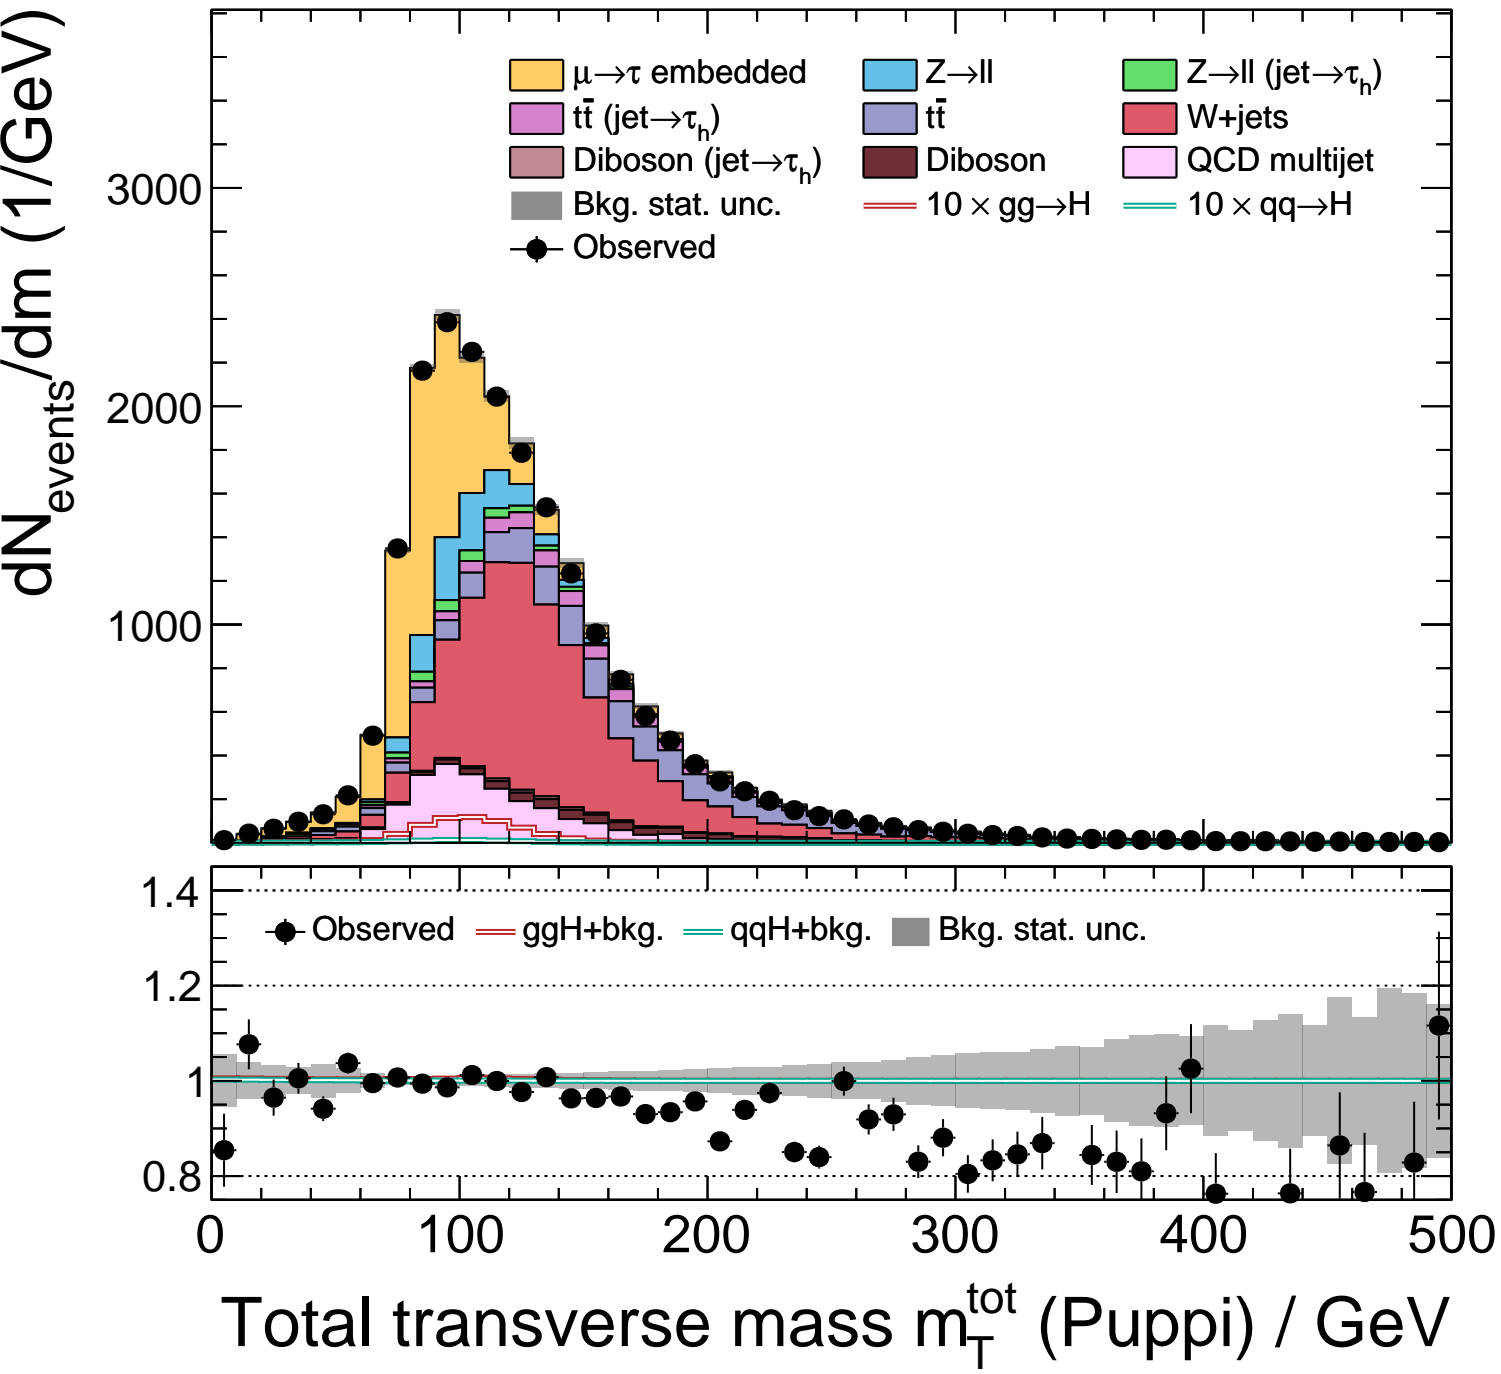 dN_events/dm (1/GeV)
μ→τ embedded
Z→ll
Z→ll (jet→τ_h)
tt̄ (jet→τ_h)
tt̄
W+jets
Diboson (jet→τ_h)
Diboson
QCD multijet
Bkg. stat. unc.
10 × gg→H
10 × qq→H
Observed
3000
2000
1000
1.4
1.2
1
0.8
Observed
ggH+bkg.
qqH+bkg.
Bkg. stat. unc.
0 100 200 300 400 500
Total transverse mass m_T^tot (Puppi) / GeV